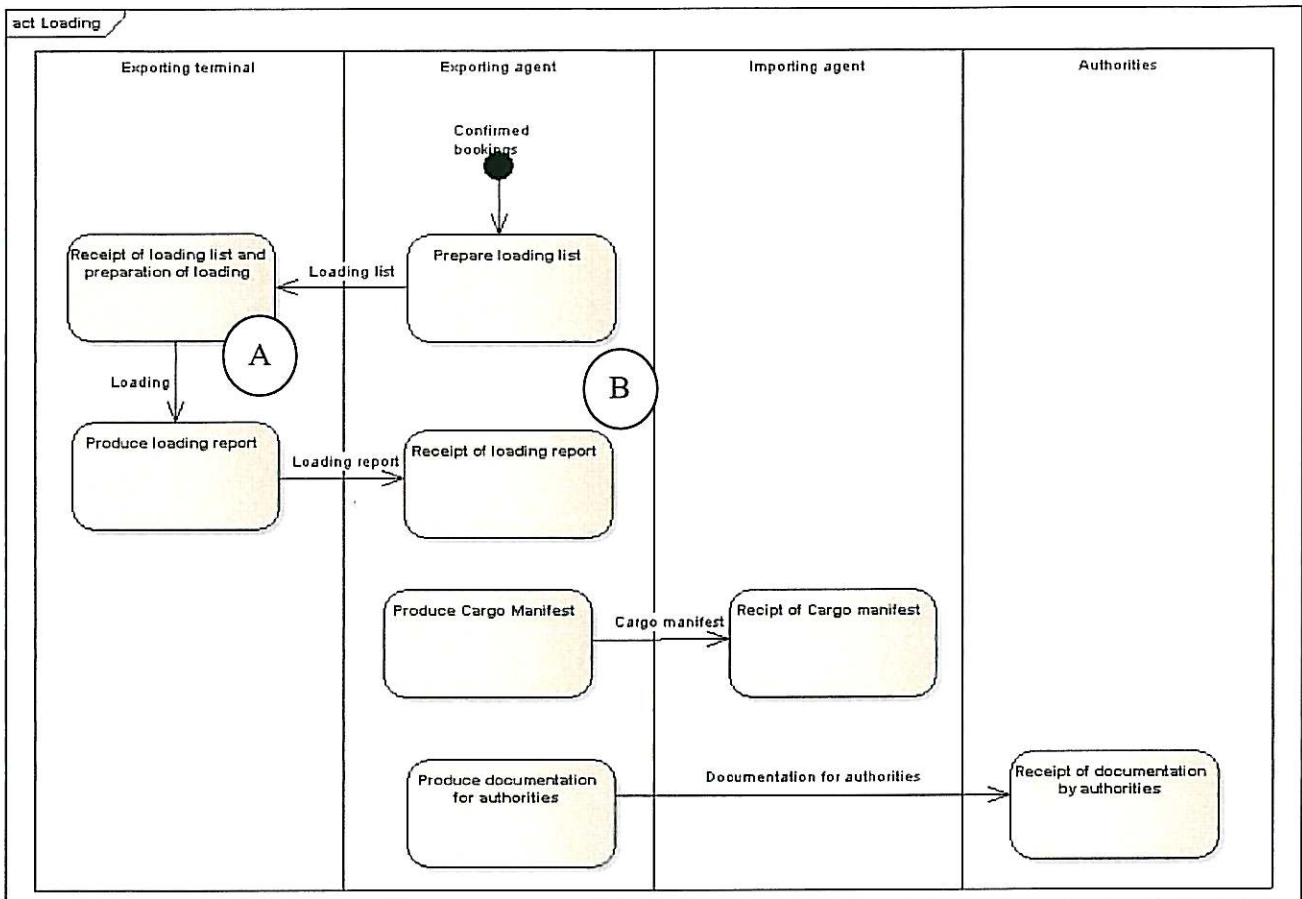 act Loading
Exporting terminal
Exporting agent
Importing agent
Authorities
Confirmed
bookings
Receipt of loading list and
preparation of loading
Loading list
Prepare loading list
A
Loading
B
Produce loading report
Loading report
Receipt of loading report
Produce Cargo Manifest
Cargo manifest
Recipt of Cargo manifest
Produce documentation
for authorities
Documentation for authorities
Receipt of documentation
by authorities